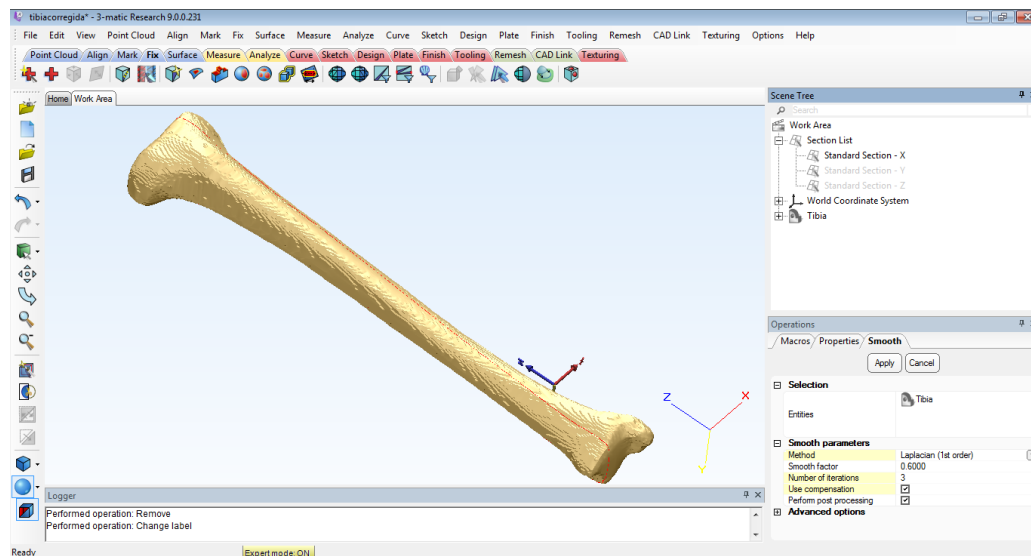 tibiacorregida* - 3-matic Research 9.0.0.231
File Edit View Point Cloud Align Mark Fix Surface Measure Analyze Curve Sketch Design Plate Finish Tooling Remesh CAD Link Texturing Options Help
Point Cloud Align Mark Fix Surface Measure Analyze Curve Sketch Design Plate Finish Tooling Remesh CAD Link Texturing
Home Work Area
Scene Tree
Search
Work Area
Section List
Standard Section - X
Standard Section - Y
Standard Section - Z
World Coordinate System
Tibia
Z X
Y
Operations
Macros Properties Smooth
Apply Cancel
Selection
Entities Tibia
Smooth parameters
Method Laplacian (1st order)
Smooth factor 0.6000
Number of iterations 3
Use compensation
Perform post processing
Advanced options
Logger
Performed operation: Remove
Performed operation: Change label
Ready Expert mode: ON